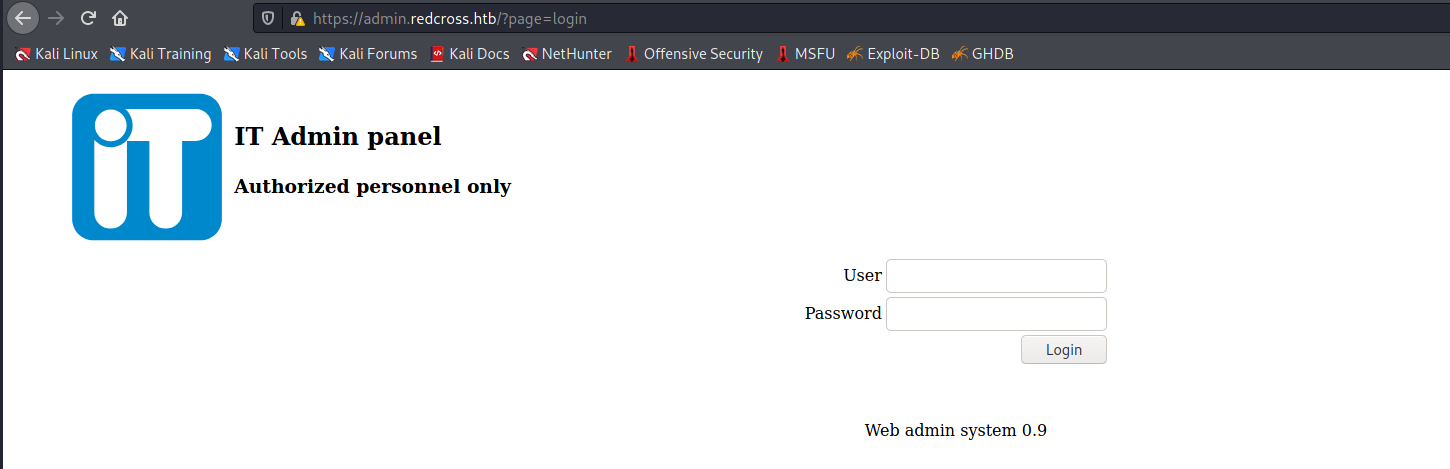 https://admin.redcross.htb/?page=login
Kali Linux Kali Training Kali Tools Kali Forums Kali Docs NetHunter Offensive Security MSFU Exploit-DB GHDB
iT
IT Admin panel
Authorized personnel only
User
Password
Login
Web admin system 0.9